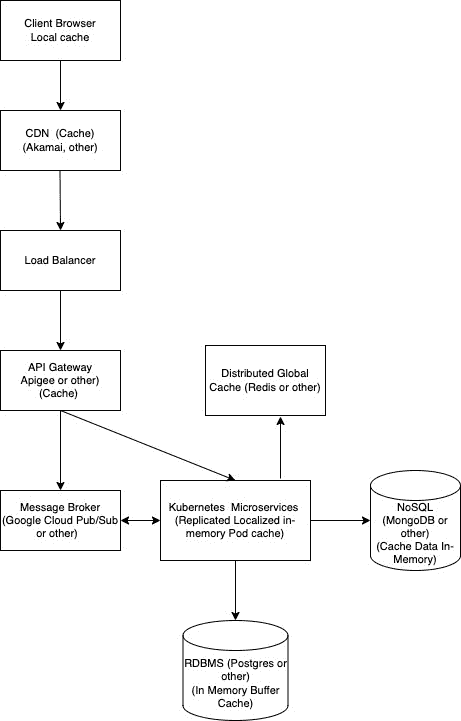 Client Browser
Local cache
CDN (Cache)
(Akamai, other)
Load Balancer
API Gateway
Apigee or other)
(Cache)
Distributed Global
Cache (Redis or other)
Message Broker
(Google Cloud Pub/Sub
or other)
Kubernetes Microservices
(Replicated Localized in-
memory Pod cache)
NoSQL
(MongoDB or
other)
(Cache Data In-
Memory)
RDBMS (Postgres or
other)
(In Memory Buffer
Cache)